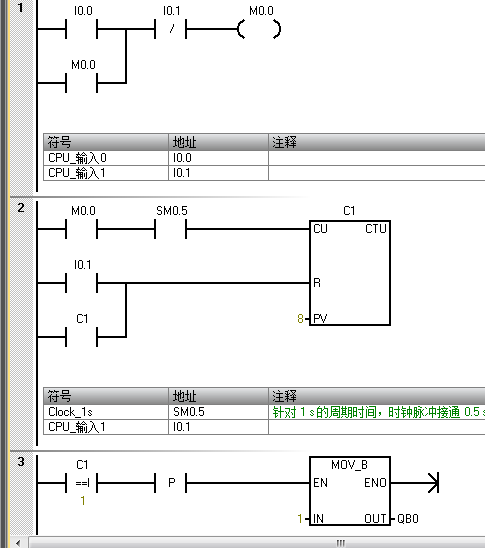 1
I0.0 I0.1 M0.0
/
M0.0
符号 地址 注释
CPU_输入0 I0.0
CPU_输入1 I0.1
2
M0.0 SM0.5 C1
CU CTU
I0.1
R
C1
8 PV
符号 地址 注释
Clock_1s SM0.5 针对 1 s 的周期时间，时钟脉冲接通 0.5 s
CPU_输入1 I0.1
3
C1 MOV_B
==I P EN ENO
1
1 IN OUT QB0